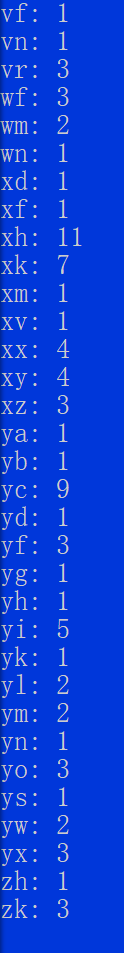 vf: 1
vn: 1
vr: 3
wf: 3
wm: 2
wn: 1
xd: 1
xf: 1
xh: 11
xk: 7
xm: 1
xv: 1
xx: 4
xy: 4
xz: 3
ya: 1
yb: 1
yc: 9
yd: 1
yf: 3
yg: 1
yh: 1
yi: 5
yk: 1
yl: 2
ym: 2
yn: 1
yo: 3
ys: 1
yw: 2
yx: 3
zh: 1
zk: 3